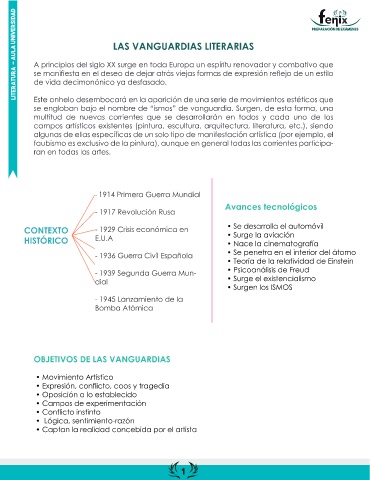 LITERATURA – AULA UNIVERSIDAD
fenix
PREPARACIÓN DE EXÁMENES
LAS VANGUARDIAS LITERARIAS
A principios del siglo XX surge en toda Europa un espíritu renovador y combativo que
se manifiesta en el deseo de dejar atrás viejas formas de expresión reflejo de un estilo
de vida decimonónico ya desfasado.
Este anhelo desembocará en la aparición de una serie de movimientos estéticos que
se engloban bajo el nombre de “ismos” de vanguardia. Surgen, de esta forma, una
multitud de nuevas corrientes que se desarrollarán en todos y cada uno de los
campos artísticos existentes (pintura, escultura, arquitectura, literatura, etc.), siendo
algunas de ellas específicas de un solo tipo de manifestación artística (por ejemplo, el
faubismo es exclusivo de la pintura), aunque en general todas las corrientes participa-
ran en todas las artes.
CONTEXTO
HISTÓRICO
- 1914 Primera Guerra Mundial
- 1917 Revolución Rusa
- 1929 Crisis económica en
E.U.A
- 1936 Guerra Civil Española
- 1939 Segunda Guerra Mun-
dial
- 1945 Lanzamiento de la
Bomba Atómica
Avances tecnológicos
• Se desarrolla el automóvil
• Surge la aviación
• Nace la cinematografía
• Se penetra en el interior del átomo
• Teoría de la relatividad de Einstein
• Psicoanálisis de Freud
• Surge el existencialismo
• Surgen los ISMOS
OBJETIVOS DE LAS VANGUARDIAS
• Movimiento Artístico
• Expresión, conflicto, caos y tragedia
• Oposición a lo establecido
• Campos de experimentación
• Conflicto instinto
• Lógica, sentimiento-razón
• Captan la realidad concebida por el artista
1